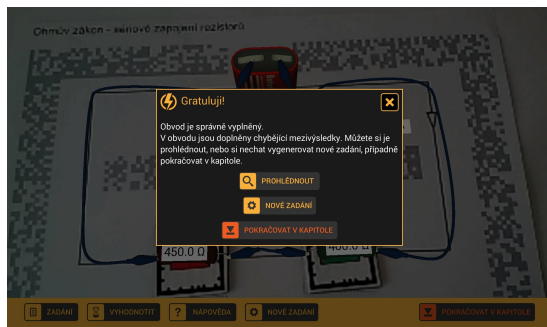 Ohmův zákon - sériové zapojení rezistorů
Gratuluji!
Obvod je správně vyplněný.
V obvodu jsou doplněny chybějící mezivýsledky. Můžete si je
prohlédnout, nebo si nechat vygenerovat nové zadání, případně
pokračovat v kapitole.
PROHLÉDNOUT
NOVÉ ZADÁNÍ
POKRAČOVAT V KAPITOLE
450.0 Ω
ZADÁNÍ
VYHODNOTIT
NÁPOVĚDA
NOVÉ ZADÁNÍ
POKRAČOVAT V KAPITOLE